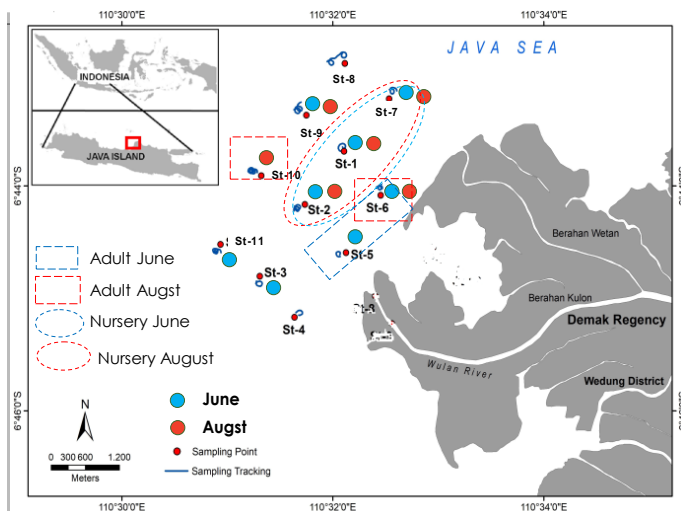 110°30'0"E
110°32'0"E
110°34'0"E
INDONESIA
JAVA ISLAND
JAVA SEA
St-8
St-7
St-9
St-1
St-10
6°44'0"S
St-2
St-6
St-11
St-5
St-3
St-4
Berahan Wetan
Berahan Kulon
Demak Regency
Wulan River
Wedung District
Adult June
Adult Augst
Nursery June
Nursery August
6°46'0"S
N
June
Augst
Sampling Point
Sampling Tracking
0 300 600 1.200
Meters
110°30'0"E
110°32'0"E
110°34'0"E